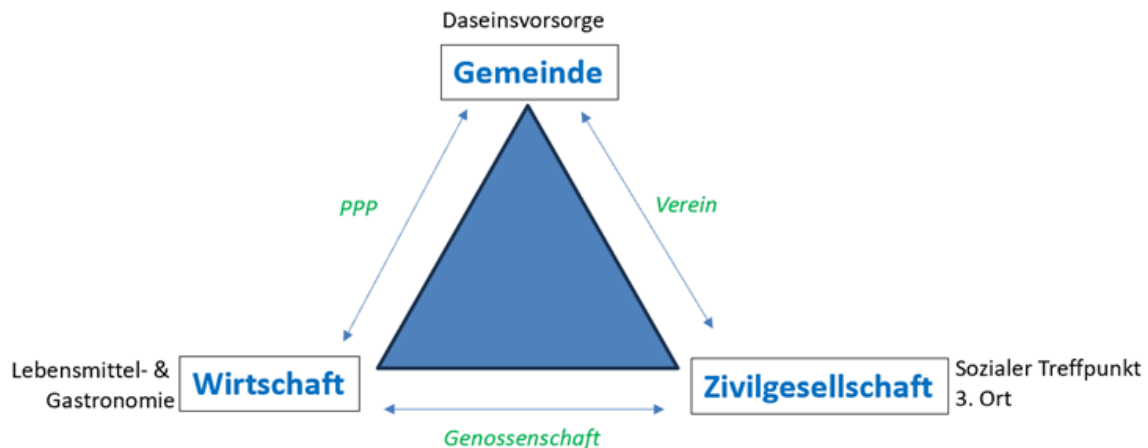 Daseinsvorsorge
Gemeinde
PPP
Verein
Lebensmittel- &
Gastronomie
Wirtschaft
Zivilgesellschaft
Sozialer Treffpunkt
3. Ort
Genossenschaft